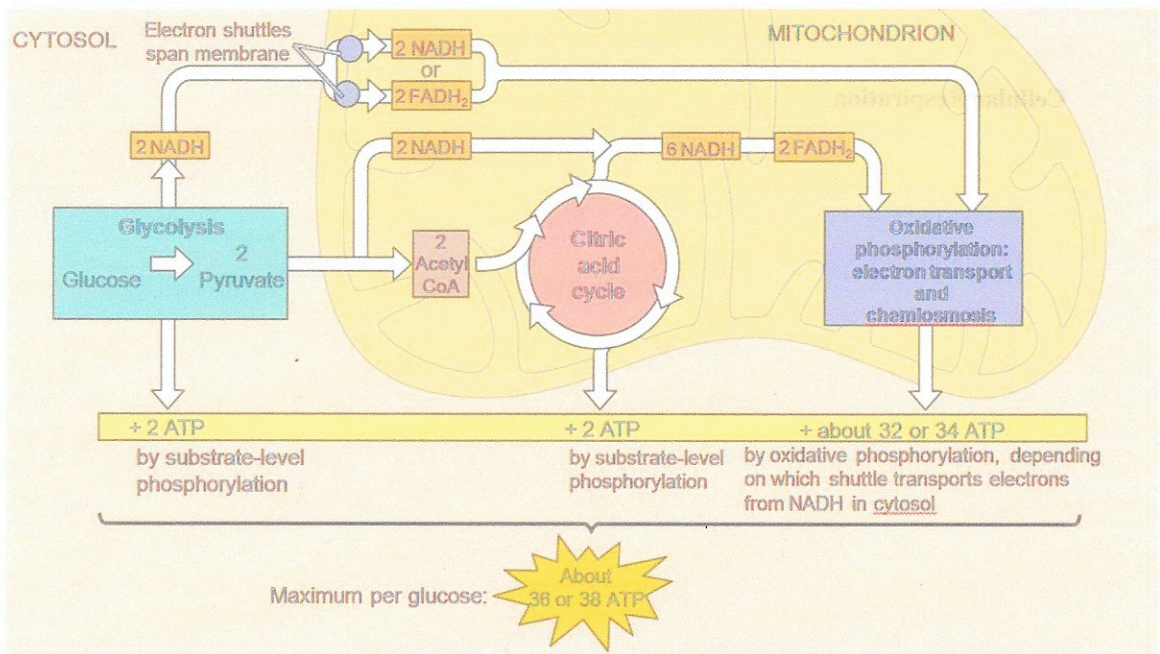 CYTOSOL
Electron shuttles
span membrane
MITOCHONDRION
2 NADH
or
2 FADH₂
Cellular Respiration
2 NADH
2 NADH
6 NADH
2 FADH₂
Glycolysis
Glucose
2
Pyruvate
2
Acetyl
CoA
Citric
acid
cycle
Oxidative
phosphorylation:
electron transport
and
chemiosmosis
+ 2 ATP
by substrate-level
phosphorylation
+ 2 ATP
by substrate-level
phosphorylation
+ about 32 or 34 ATP
by oxidative phosphorylation, depending
on which shuttle transports electrons
from NADH in cytosol
Maximum per glucose:
About
36 or 38 ATP